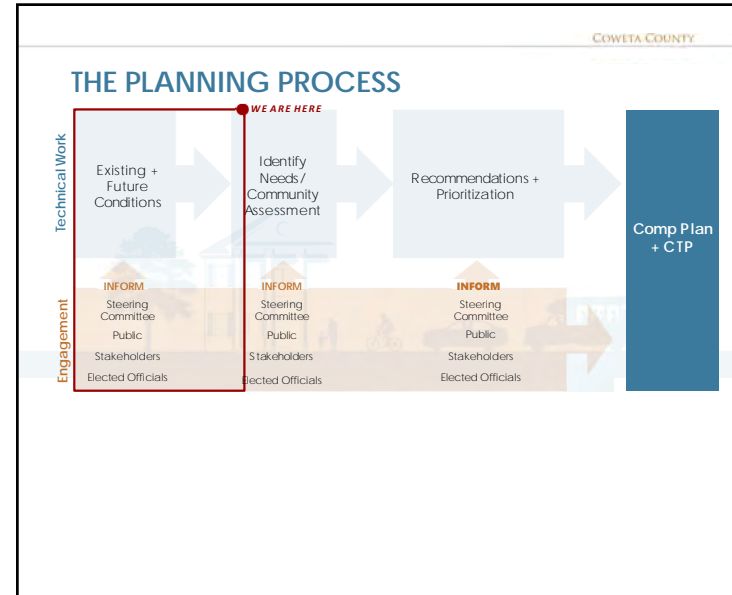 COWETA COUNTY
THE PLANNING PROCESS
WE ARE HERE
Technical Work
Existing +
Future
Conditions
Identify
Needs/
Community
Assessment
Recommendations +
Prioritization
Comp Plan
+ CTP
Engagement
INFORM
Steering
Committee
Public
Stakeholders
Elected Officials
INFORM
Steering
Committee
Public
Stakeholders
Elected Officials
INFORM
Steering
Committee
Public
Stakeholders
Elected Officials